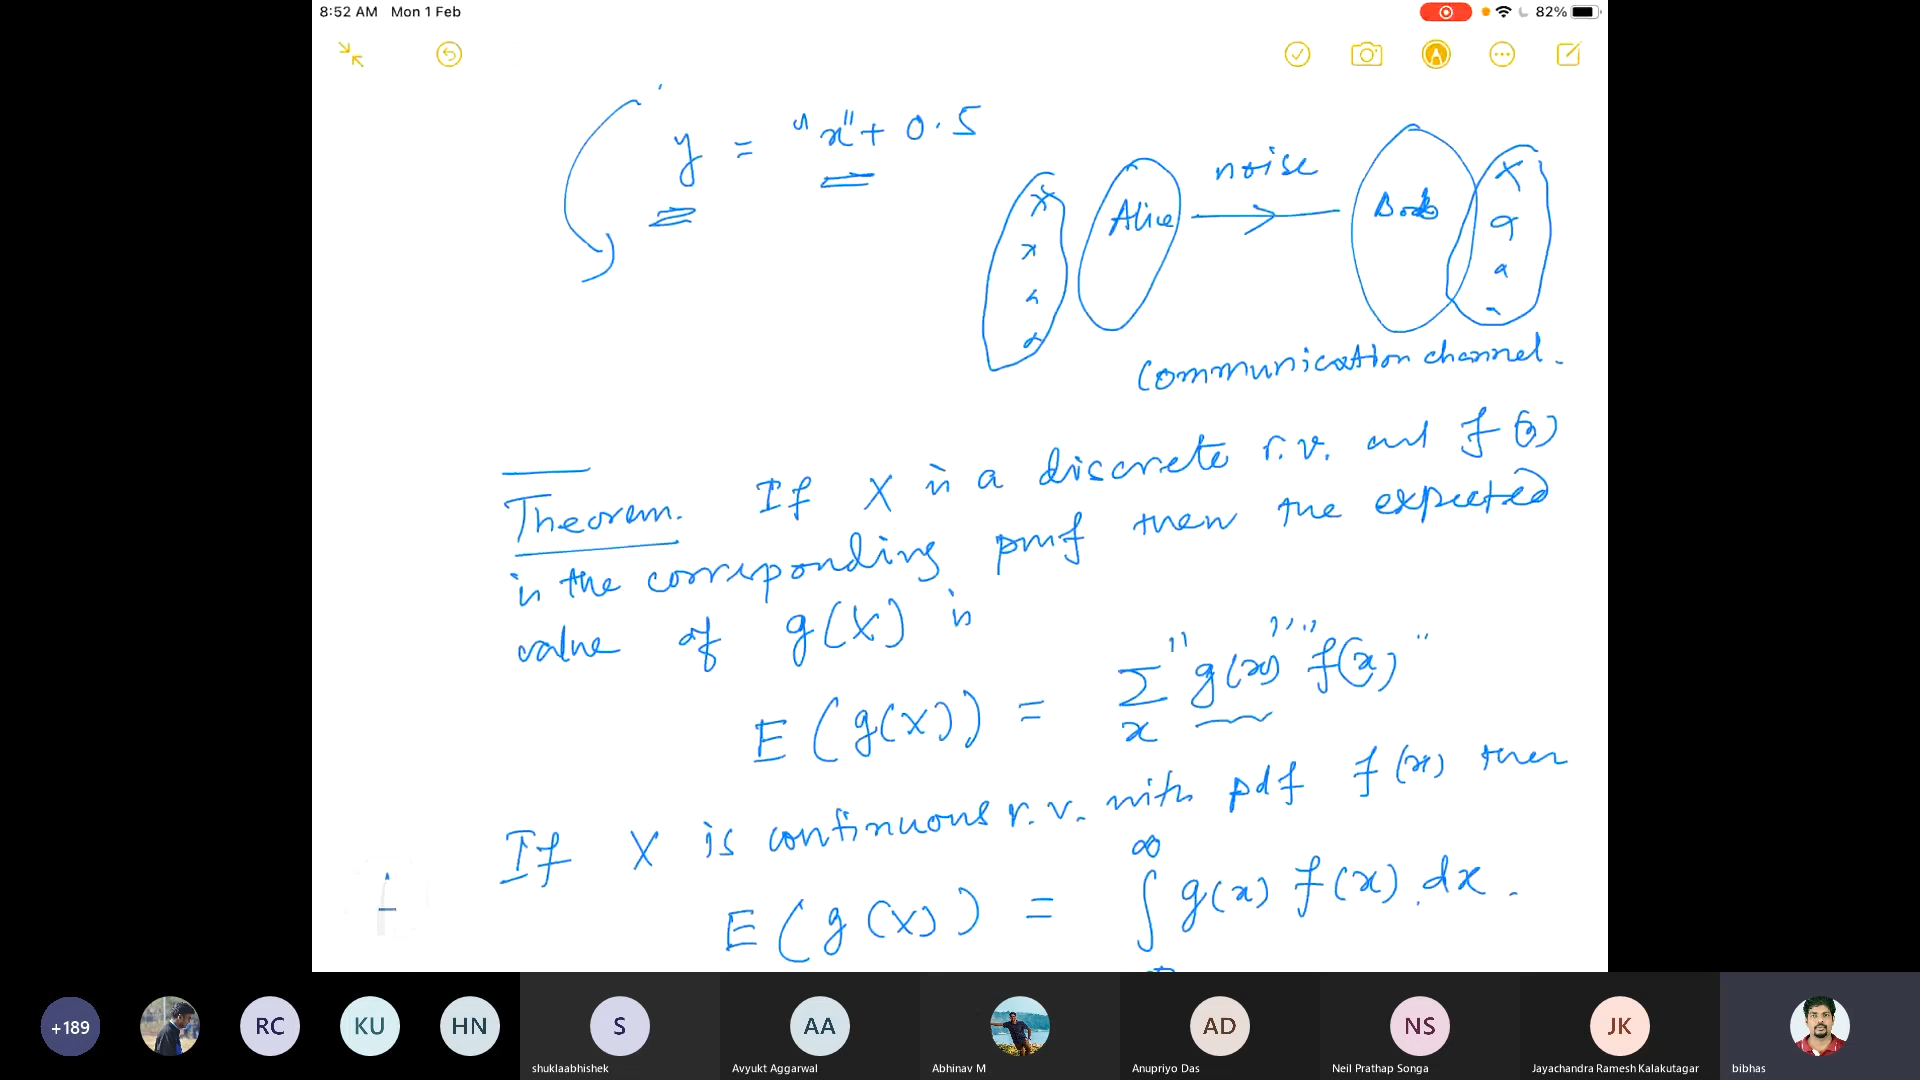 8:52 AM Mon 1 Feb
82%
y = "x" + 0.5
noise
x Alice → Bob x
x
communication channel.
Theorem. If X is a discrete r.v. and f(x)
is the corresponding pmf then the expected
value of g(X) is
E(g(X)) = Σ g(x) f(x)
x
If X is continuous r.v. with pdf f(x) then
∞
E(g(X)) = ∫ g(x) f(x) dx.
+189 RC KU HN S AA AD NS JK
shuklaabhishek Avyukt Aggarwal Abhinav M Anupriyo Das Neil Prathap Songa Jayachandra Ramesh Kalakutagar bibhas